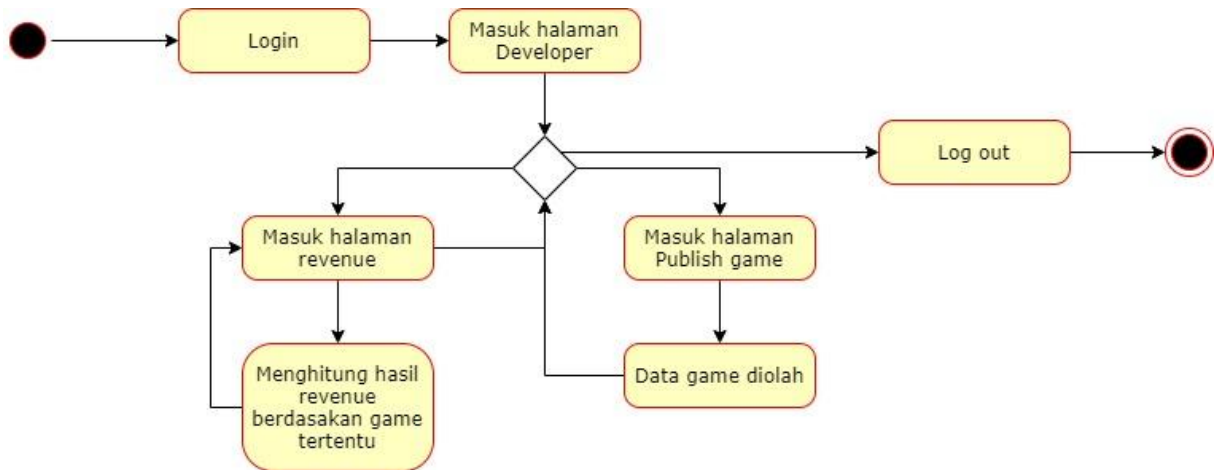 Login
Masuk halaman
Developer
Log out
Masuk halaman
revenue
Masuk halaman
Publish game
Menghitung hasil
revenue
berdasakan game
tertentu
Data game diolah